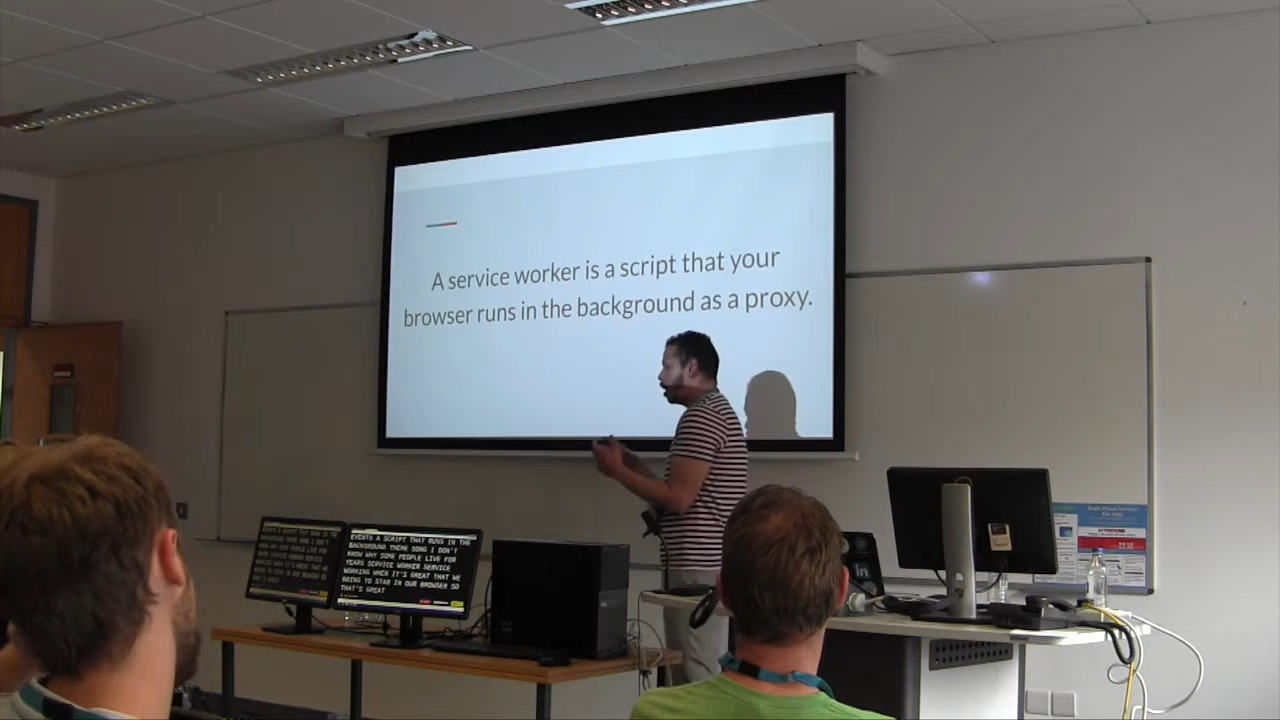 A service worker is a script that your
browser runs in the background as a proxy.
EVENTS A SCRIPT THAT RUNS IN THE
BACKGROUND THEME SONG I DON'T
KNOW WHY SOME PEOPLE LIVE FOR
YEARS SERVICE WORKER SERVICE
WORKING WHEN IT'S GREAT THAT WE
GOING TO STAR IN OUR BROWSER SO
THAT'S GREAT
in
ATTENTION